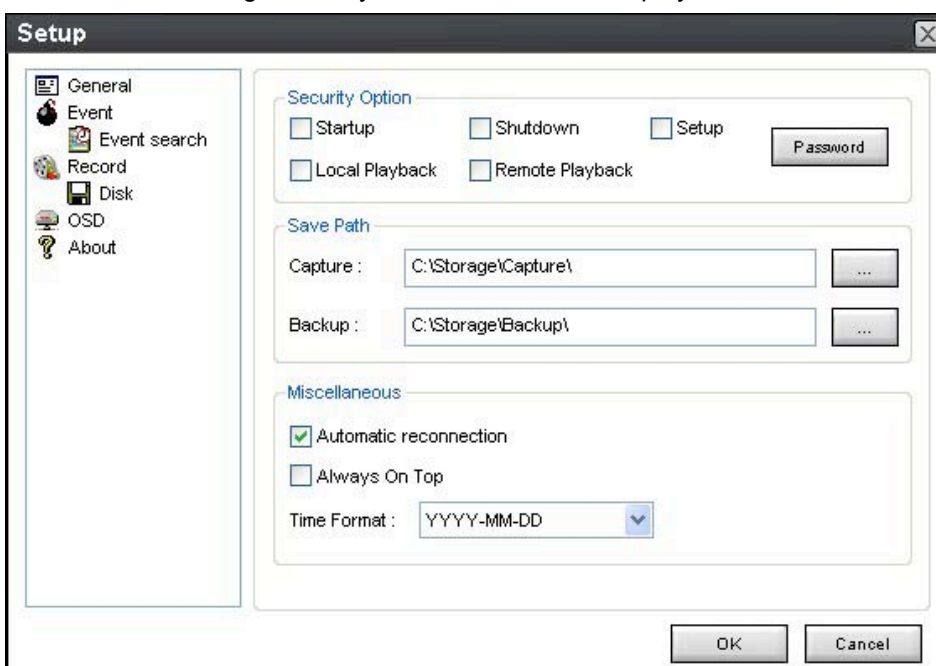 Setup
General
Event
Event search
Record
Disk
OSD
About
Security Option
Startup
Shutdown
Setup
Password
Local Playback
Remote Playback
Save Path
Capture :
C:\Storage\Capture\
...
Backup :
C:\Storage\Backup\
...
Miscellaneous
Automatic reconnection
Always On Top
Time Format :
YYYY-MM-DD
OK
Cancel